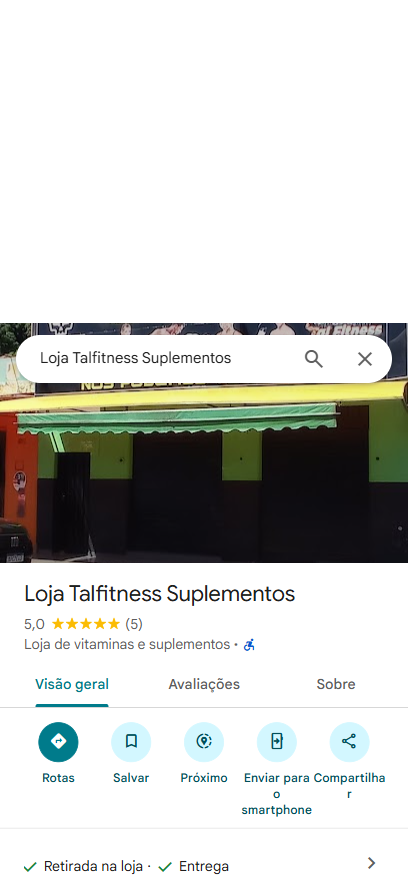 Loja Talfitness Suplementos
Loja Talfitness Suplementos
5,0 (5)
Loja de vitaminas e suplementos ·
Visão geral
Avaliações
Sobre
Rotas
Salvar
Próximo
Enviar para o smartphone
Compartilhar
Retirada na loja · Entrega